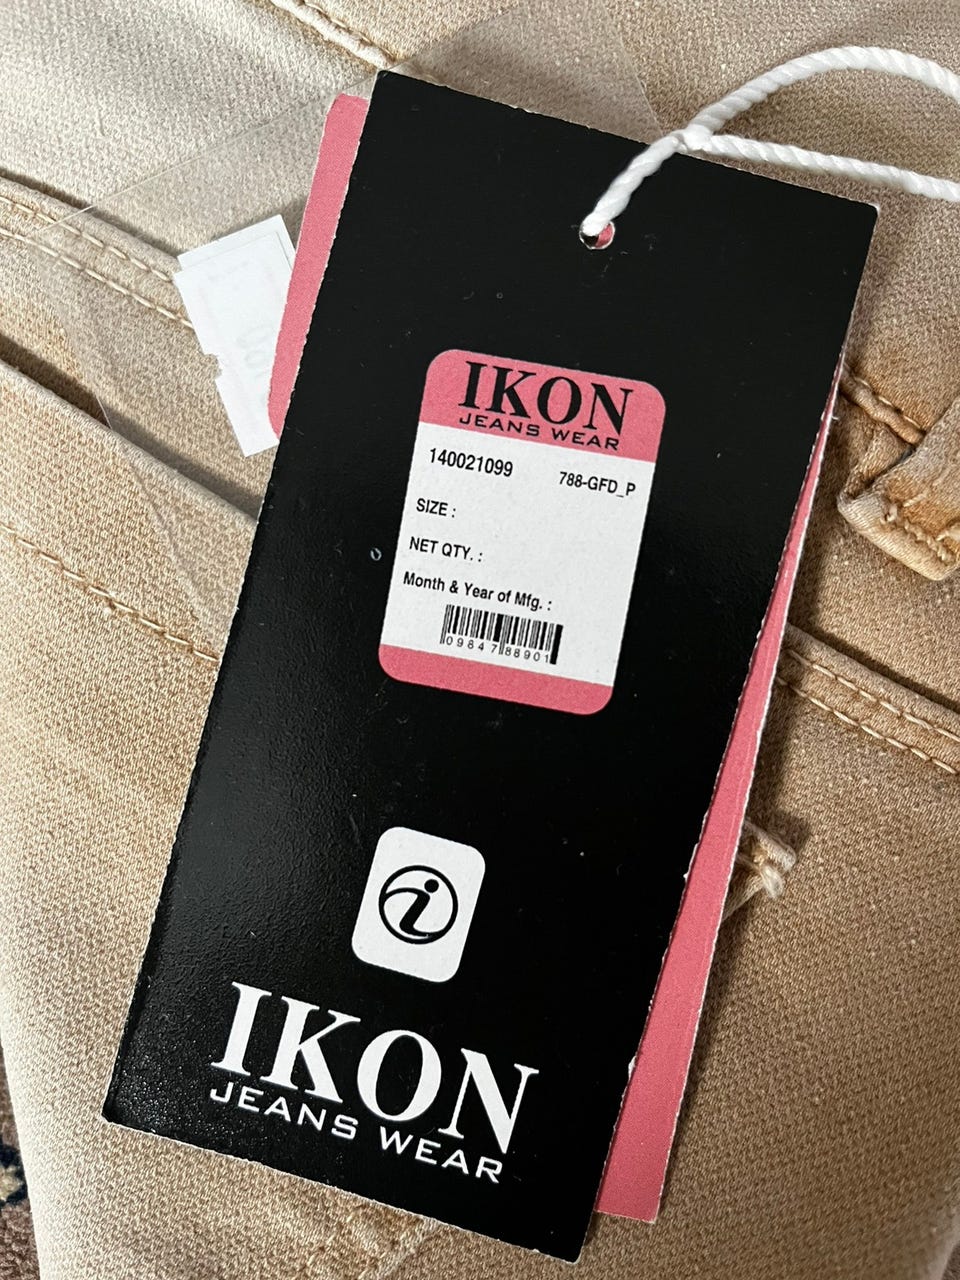 IKON
JEANS WEAR
140021099
788-GFD_P
SIZE :
NET QTY. :
Month & Year of Mfg. :
0984788901
i
IKON
JEANS WEAR